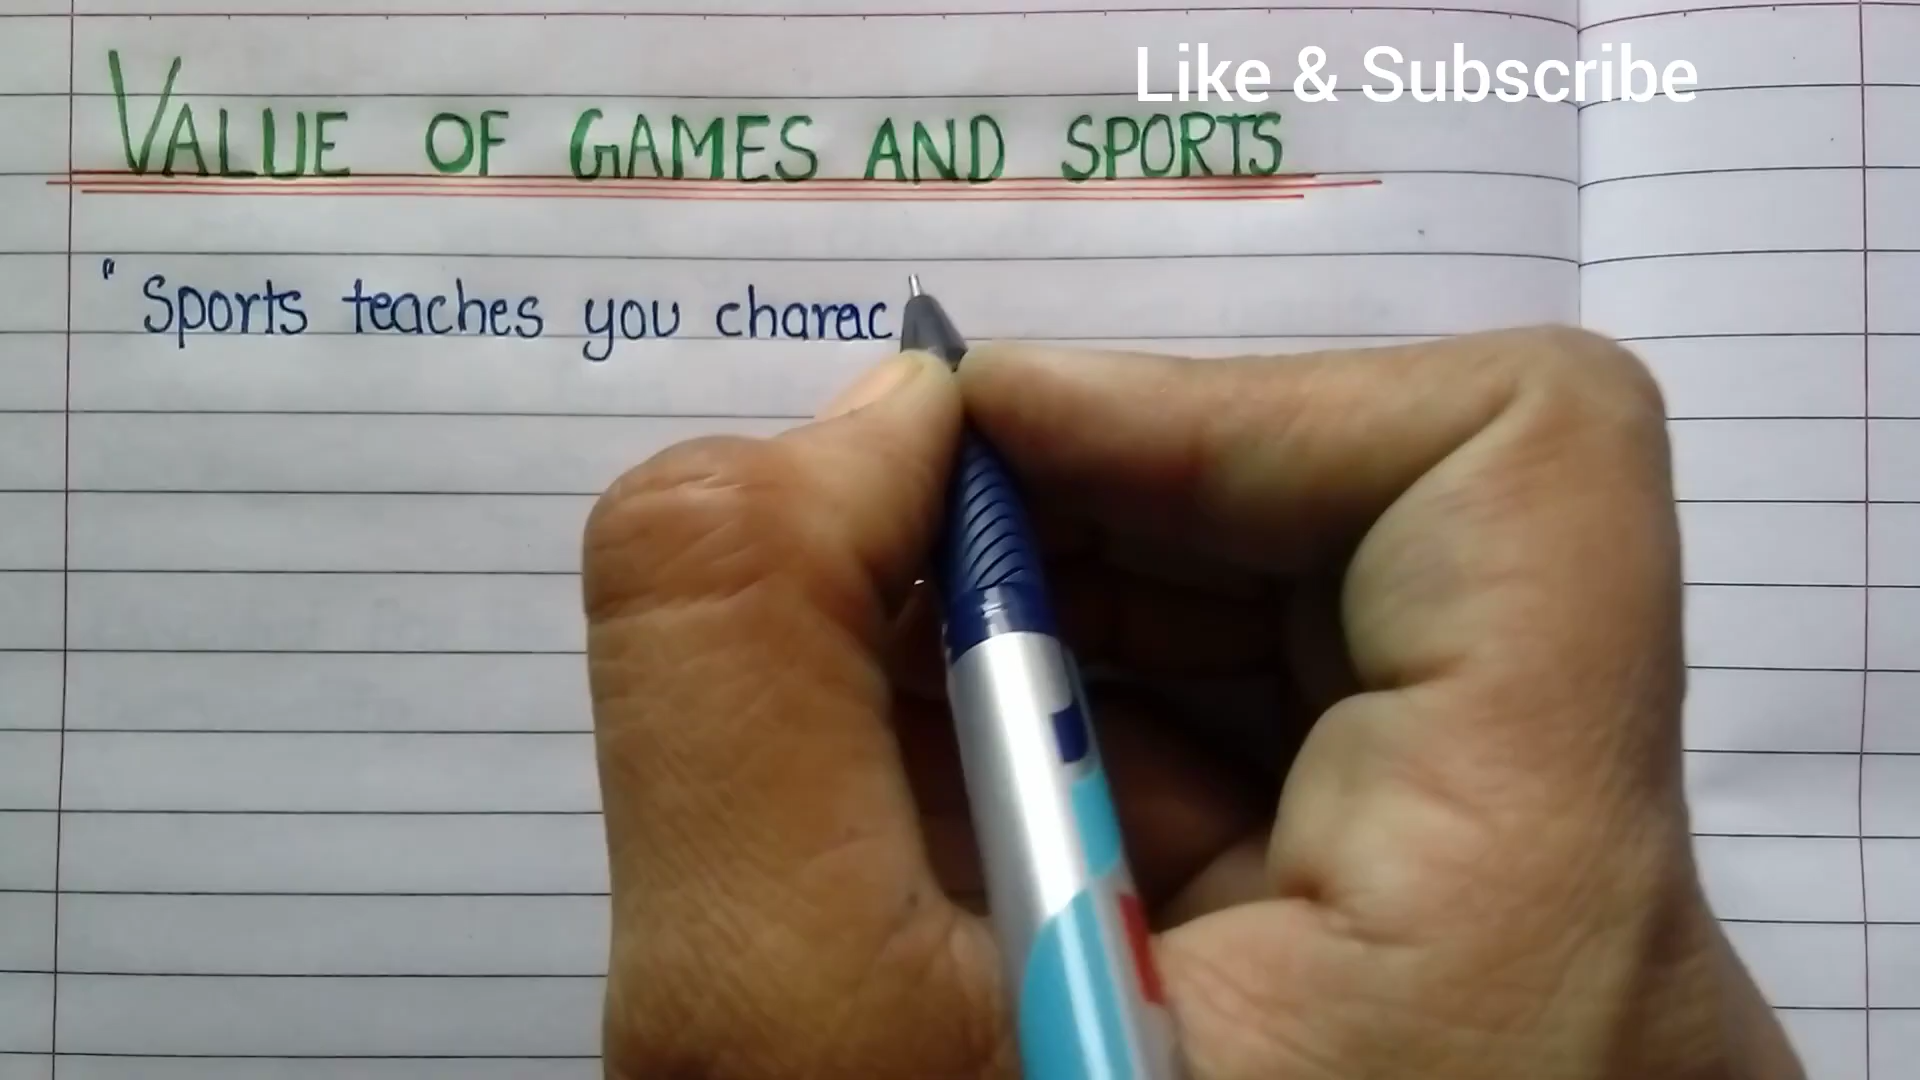 Like & Subscribe
VALUE OF GAMES AND SPORTS
" Sports teaches you charac